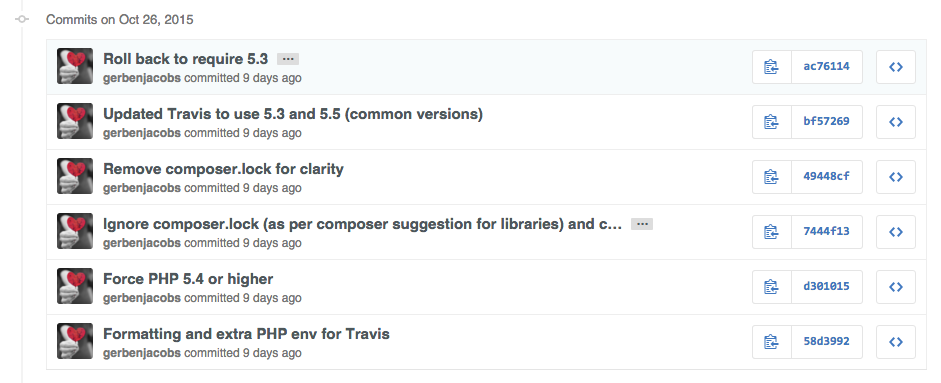 Commits on Oct 26, 2015
Roll back to require 5.3 …
gerbenjacobs committed 9 days ago
ac76114
Updated Travis to use 5.3 and 5.5 (common versions)
gerbenjacobs committed 9 days ago
bf57269
Remove composer.lock for clarity
gerbenjacobs committed 9 days ago
49448cf
Ignore composer.lock (as per composer suggestion for libraries) and c… …
gerbenjacobs committed 9 days ago
7444f13
Force PHP 5.4 or higher
gerbenjacobs committed 9 days ago
d301015
Formatting and extra PHP env for Travis
gerbenjacobs committed 9 days ago
58d3992